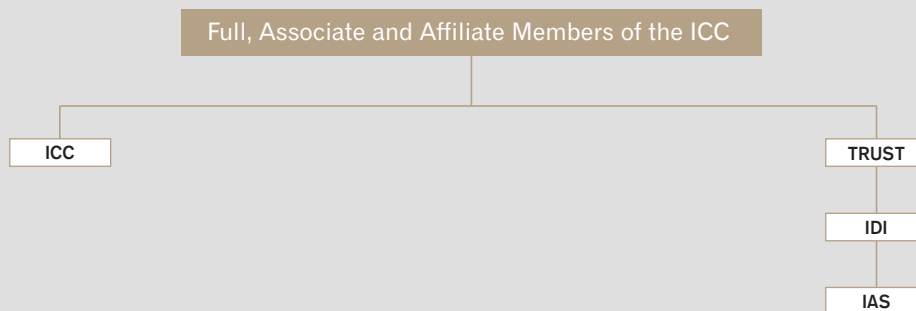 Full, Associate and Affiliate Members of the ICC
ICC
TRUST
IDI
IAS